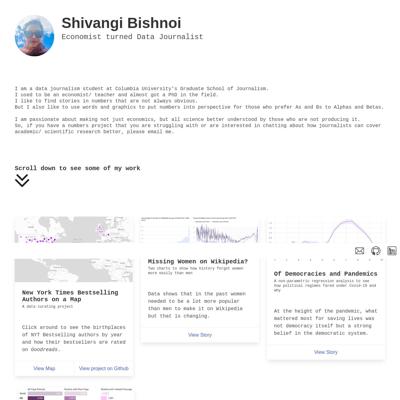 Shivangi Bishnoi
Economist turned Data Journalist
I am a data journalism student at Columbia University's Graduate School of Journalism.
I used to be an economist/ teacher and almost got a PhD in the field.
I like to find stories in numbers that are not always obvious.
But I also like to use words and graphics to put numbers into perspective for those who prefer As and Bs to Alphas and Betas.
I am passionate about making not just economics, but all science better understood by those who are not producing it.
So, if you have a numbers project that you are struggling with or are interested in chatting about how journalists can cover
academic/ scientific research better, please email me.
Scroll down to see some of my work
New York Times Bestselling
Authors on a Map
A data curating project
Click around to see the birthplaces
of NYT Bestselling authors by year
and how their bestsellers are rated
on Goodreads.
View Map
View project on Github
Missing Women on Wikipedia?
Two charts to show how history forgot women
more easily than men
Data shows that in the past women
needed to be a lot more popular
than men to make it on Wikipedia
but that is changing.
View Story
Of Democracies and Pandemics
A non-parametric regression analysis to see
how political regimes fared under Covid-19 and
why
At the height of the pandemic, what
mattered most for saving lives was
not democracy itself but a strong
belief in the democratic system.
View Story